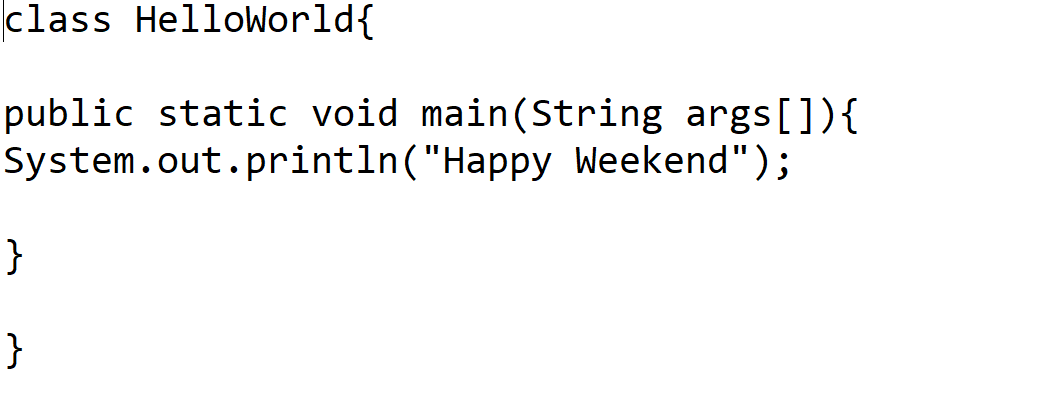 class HelloWorld{
public static void main(String args[]){
System.out.println("Happy Weekend");
}
}